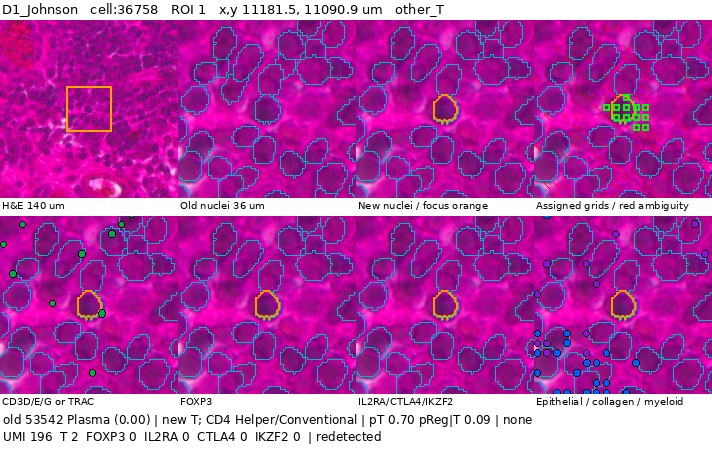 D1_Johnson cell:36758 ROI 1 x,y 11181.5, 11090.9 um other_T
H&E 140 um
Old nuclei 36 um
New nuclei / focus orange
Assigned grids / red ambiguity
CD3D/E/G or TRAC
FOXP3
IL2RA/CTLA4/IKZF2
Epithelial / collagen / myeloid
old 53542 Plasma (0.00) | new T; CD4 Helper/Conventional | pT 0.70 pReg|T 0.09 | none
UMI 196 T 2 FOXP3 0 IL2RA 0 CTLA4 0 IKZF2 0 | redetected